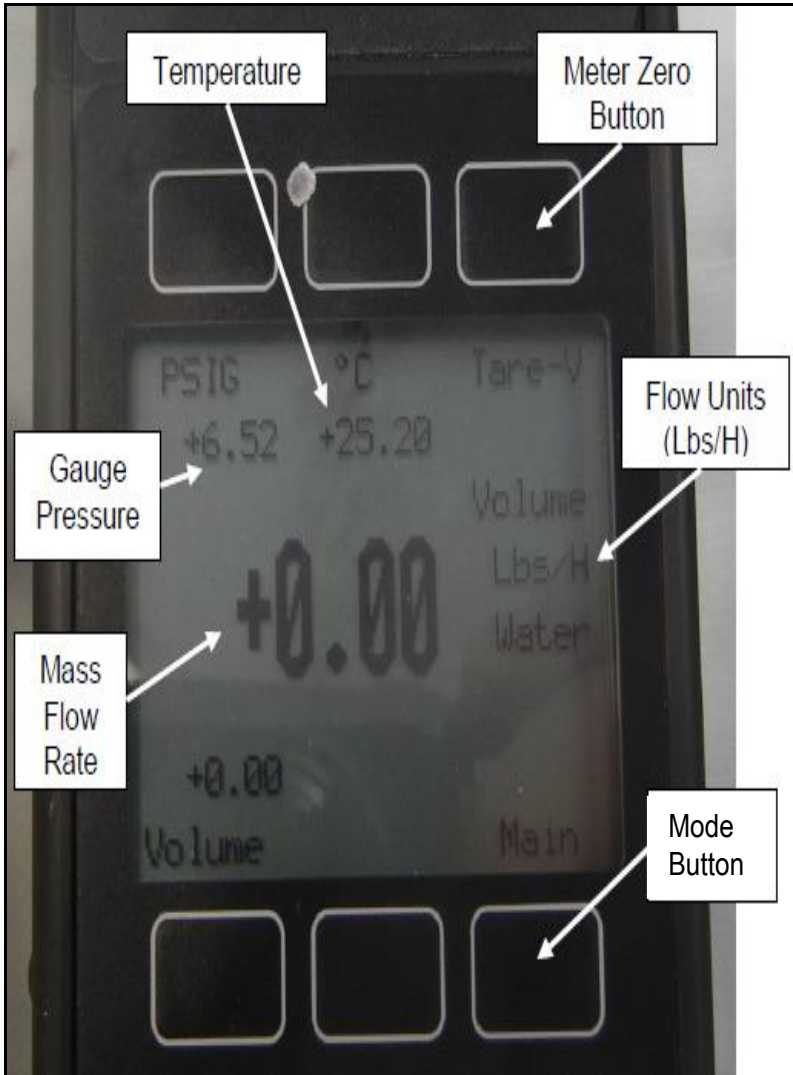 Temperature
Meter Zero
Button
PSIG °C Tare-V
+6.52 +25.20
Flow Units
(Lbs/H)
Gauge
Pressure
Volume
Lbs/H
Water
+0.00
Mass
Flow
Rate
+0.00
Volume Main
Mode
Button